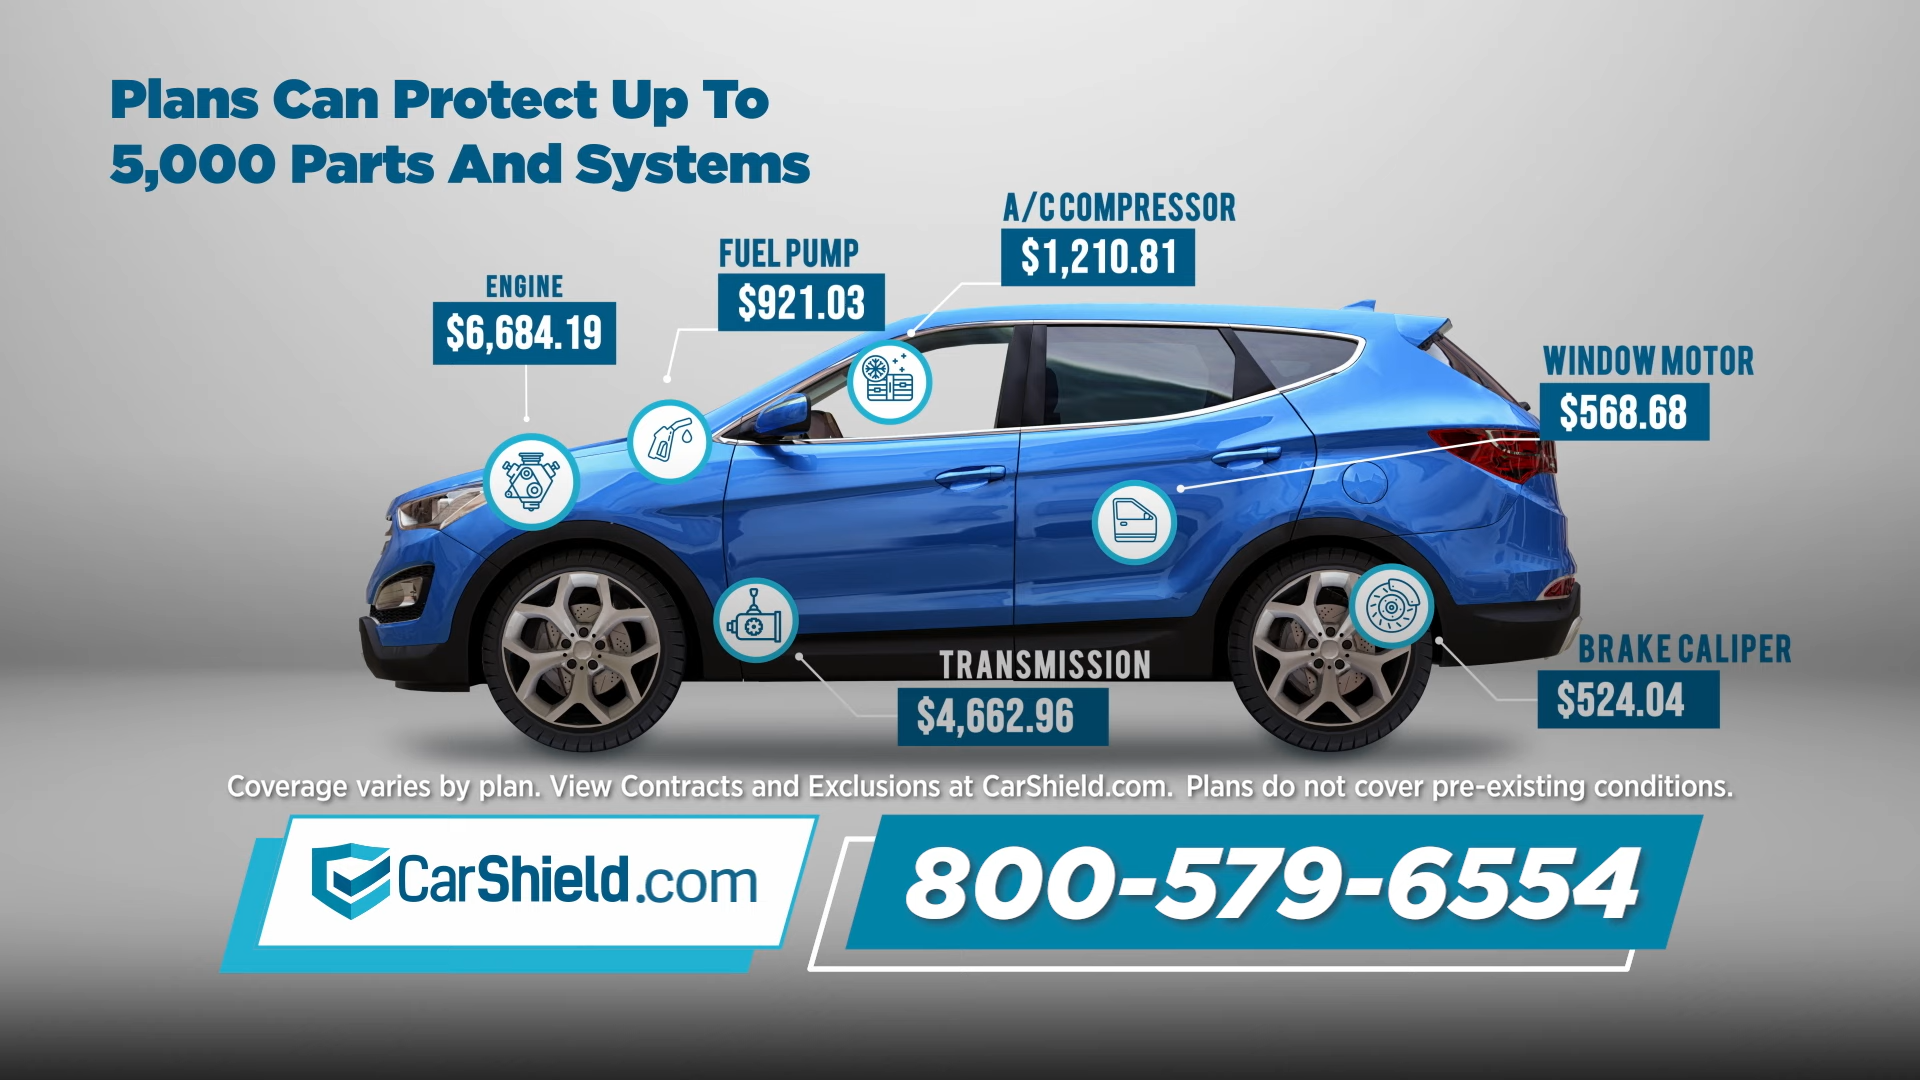 Plans Can Protect Up To
5,000 Parts And Systems
A/C COMPRESSOR
$1,210.81
FUEL PUMP
$921.03
ENGINE
$6,684.19
WINDOW MOTOR
$568.68
BRAKE CALIPER
$524.04
TRANSMISSION
$4,662.96
Coverage varies by plan. View Contracts and Exclusions at CarShield.com. Plans do not cover pre-existing conditions.
CarShield.com
800-579-6554